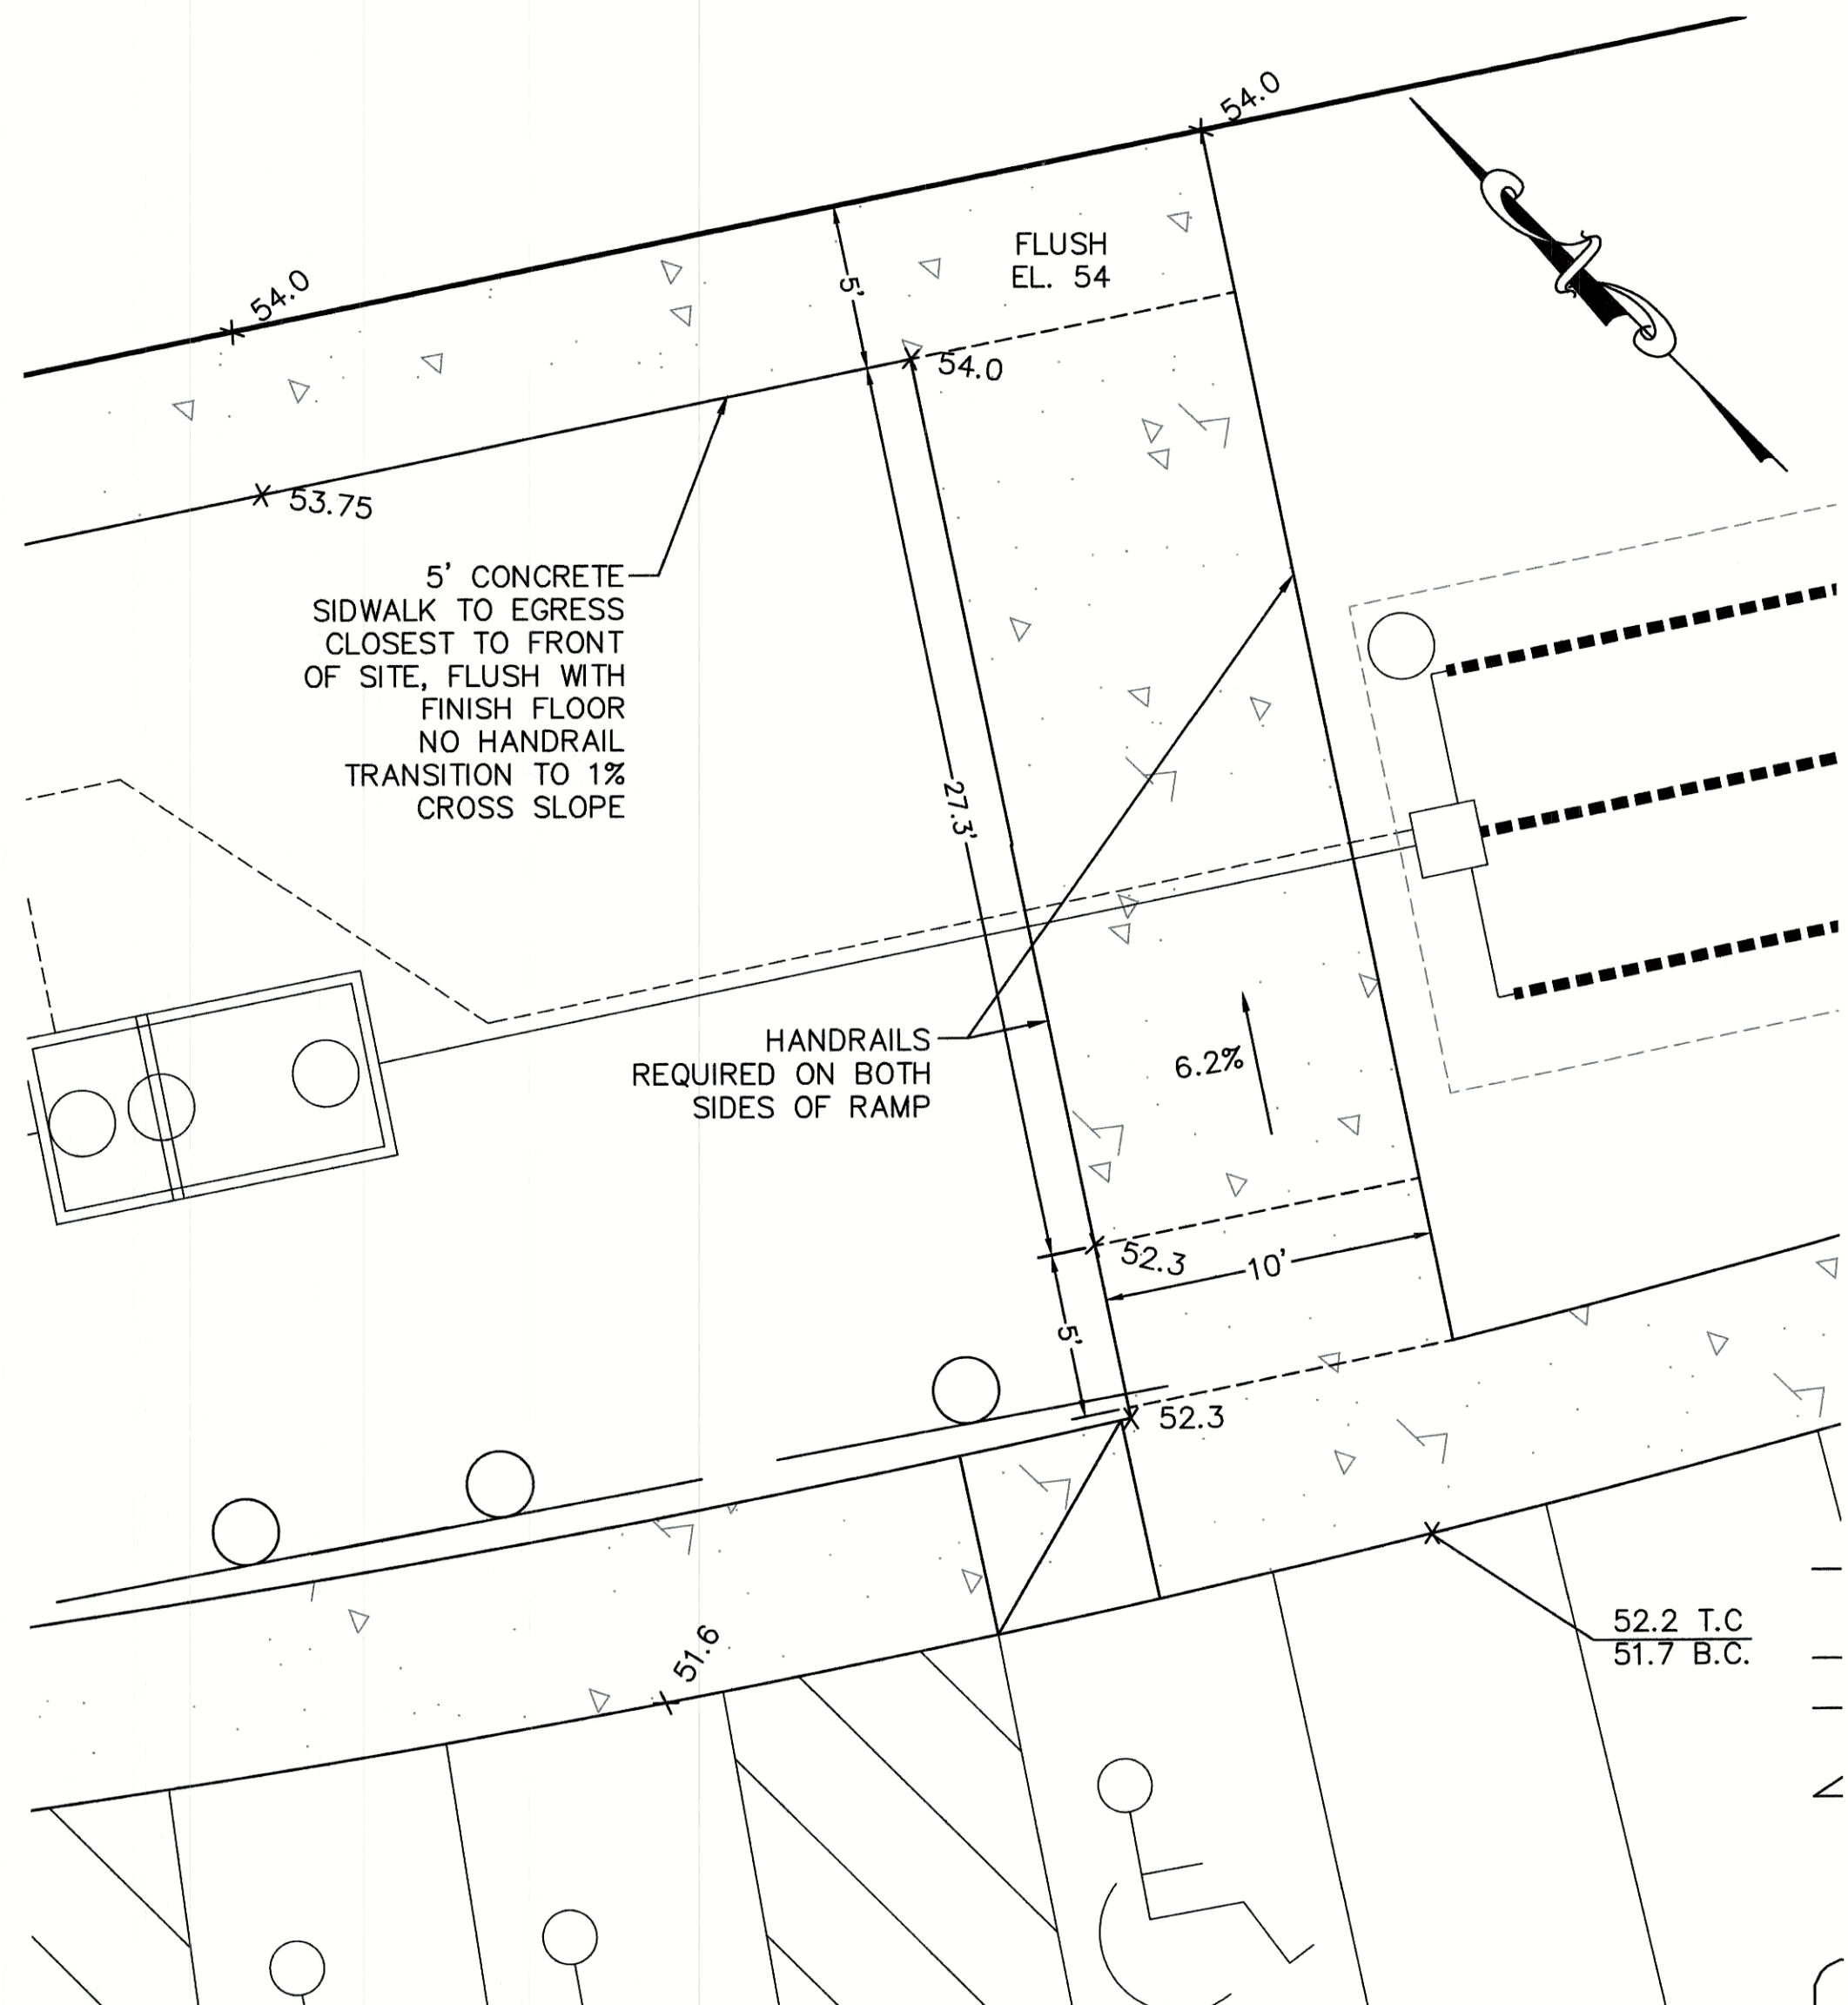 54.0
54.0
FLUSH
EL. 54
5'
54.0
53.75
5' CONCRETE
SIDWALK TO EGRESS
CLOSEST TO FRONT
OF SITE, FLUSH WITH
FINISH FLOOR
NO HANDRAIL
TRANSITION TO 1%
CROSS SLOPE
27.3'
HANDRAILS
REQUIRED ON BOTH
SIDES OF RAMP
6.2%
52.3
10'
5'
52.3
51.6
52.2 T.C
51.7 B.C.